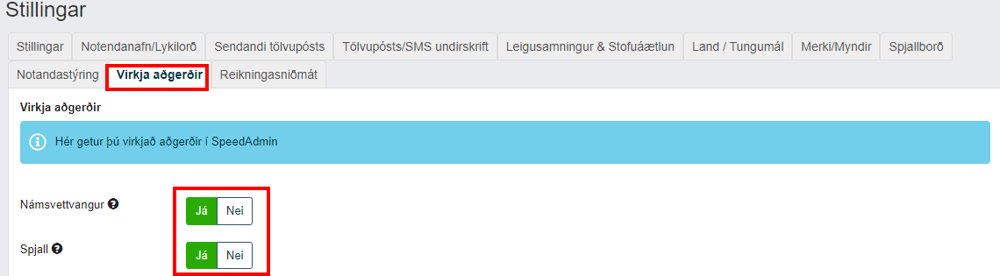 Stillingar
Stillingar Notendanafn/Lykilorð Sendandi tölvupósts Tölvupósts/SMS undirskrift Leigusamningur & Stofuáætlun Land / Tungumál Merki/Myndir Spjallborð
Notandastýring Virkja aðgerðir Reikningasniðmát
Virkja aðgerðir
Hér getur þú virkjað aðgerðir í SpeedAdmin
Námsvettvangur Já Nei
Spjall Já Nei